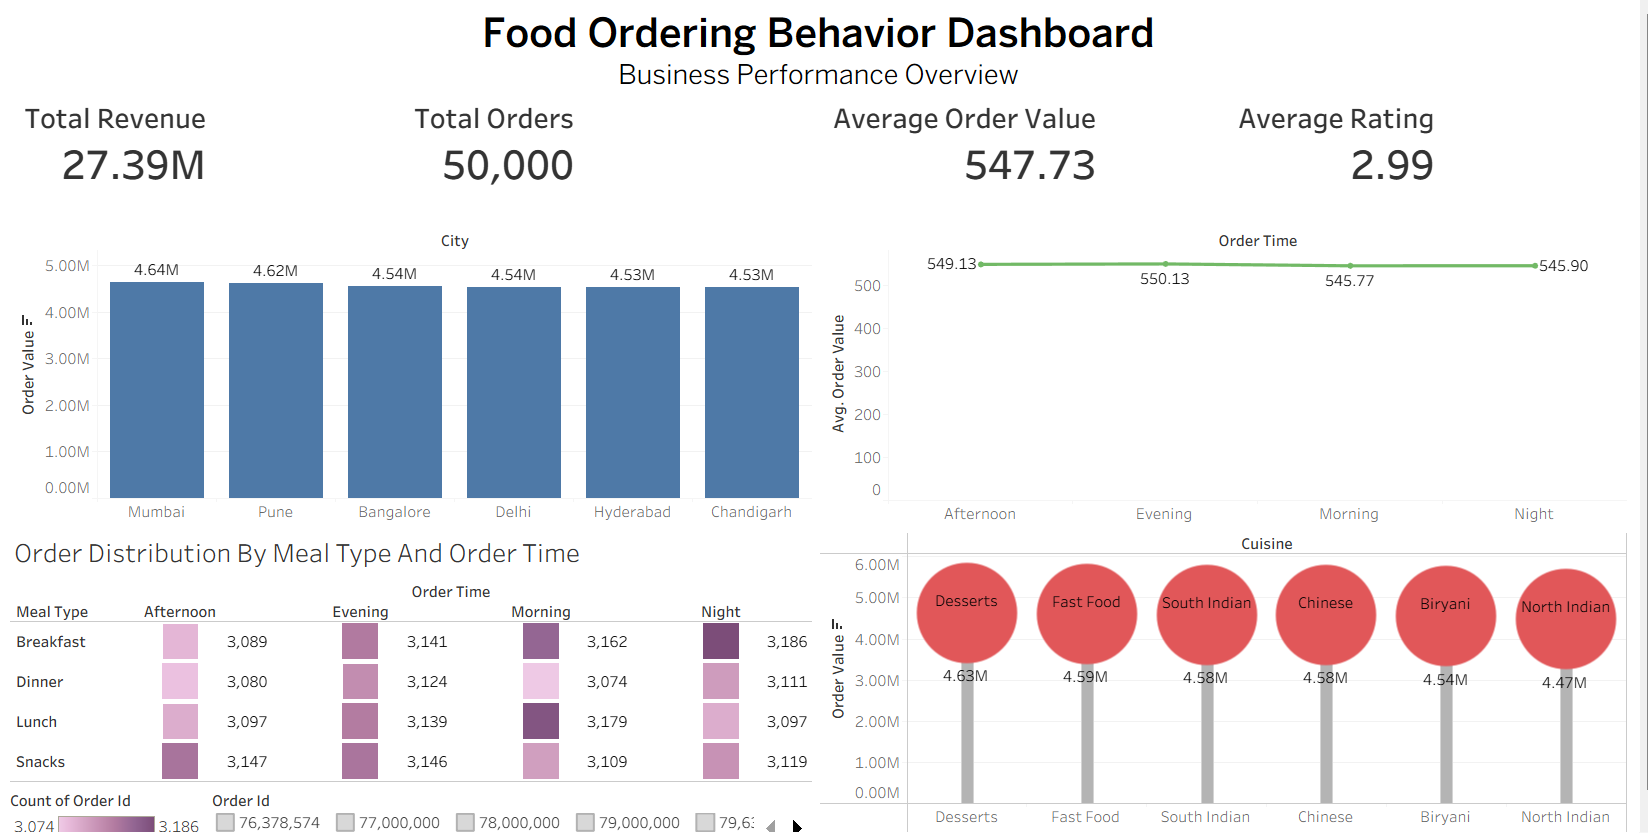 Food Ordering Behavior Dashboard
Business Performance Overview
Total Revenue
27.39M
Total Orders
50,000
Average Order Value
547.73
Average Rating
2.99
City
Order Value
5.00M
4.00M
3.00M
2.00M
1.00M
0.00M
4.64M 4.62M 4.54M 4.54M 4.53M 4.53M
Mumbai Pune Bangalore Delhi Hyderabad Chandigarh
Order Time
Avg. Order Value
500
400
300
200
100
0
549.13 550.13 545.77 545.90
Afternoon Evening Morning Night
Order Distribution By Meal Type And Order Time
Order Time
Meal Type Afternoon Evening Morning Night
Breakfast 3,089 3,141 3,162 3,186
Dinner 3,080 3,124 3,074 3,111
Lunch 3,097 3,139 3,179 3,097
Snacks 3,147 3,146 3,109 3,119
Count of Order Id
3,074 3,186
Order Id
76,378,574 77,000,000 78,000,000 79,000,000
Cuisine
Order Value
6.00M
5.00M
4.00M
3.00M
2.00M
1.00M
0.00M
Desserts Fast Food South Indian Chinese Biryani North Indian
4.63M 4.59M 4.58M 4.58M 4.54M 4.47M
Desserts Fast Food South Indian Chinese Biryani North Indian